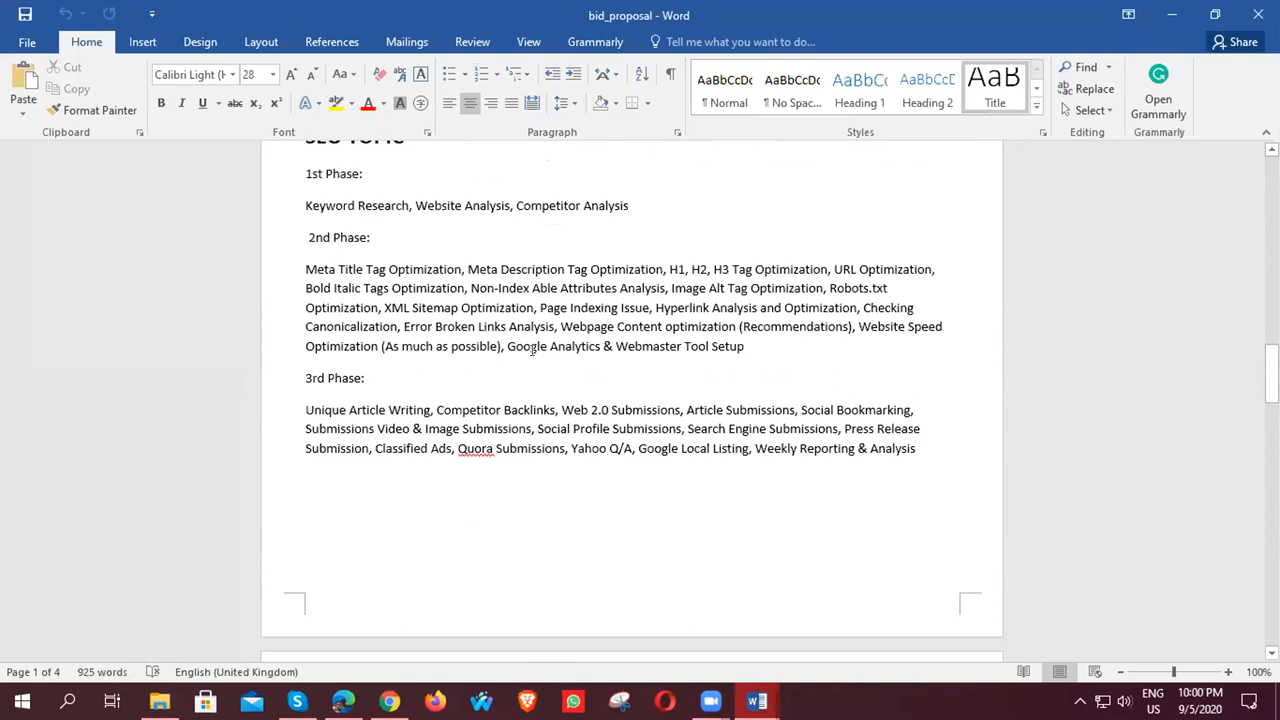 bid_proposal - Word
File Home Insert Design Layout References Mailings Review View Grammarly Tell me what you want to do... Share
Paste Cut Copy Format Painter
Calibri Light (H 28 Aa
B I U abc x₂ x² A
AaBbCcDc ¶ Normal
AaBbCcDc ¶ No Spac...
AaBbCc Heading 1
AaBbCcD Heading 2
AaB Title
Find Replace Select
Open Grammarly
Clipboard Font Paragraph Styles Editing Grammarly
SEO TOPIC
1st Phase:
Keyword Research, Website Analysis, Competitor Analysis
2nd Phase:
Meta Title Tag Optimization, Meta Description Tag Optimization, H1, H2, H3 Tag Optimization, URL Optimization,
Bold Italic Tags Optimization, Non-Index Able Attributes Analysis, Image Alt Tag Optimization, Robots.txt
Optimization, XML Sitemap Optimization, Page Indexing Issue, Hyperlink Analysis and Optimization, Checking
Canonicalization, Error Broken Links Analysis, Webpage Content optimization (Recommendations), Website Speed
Optimization (As much as possible), Google Analytics & Webmaster Tool Setup
3rd Phase:
Unique Article Writing, Competitor Backlinks, Web 2.0 Submissions, Article Submissions, Social Bookmarking,
Submissions Video & Image Submissions, Social Profile Submissions, Search Engine Submissions, Press Release
Submission, Classified Ads, Quora Submissions, Yahoo Q/A, Google Local Listing, Weekly Reporting & Analysis
Page 1 of 4 925 words English (United Kingdom) 100%
ENG US
10:00 PM
9/5/2020